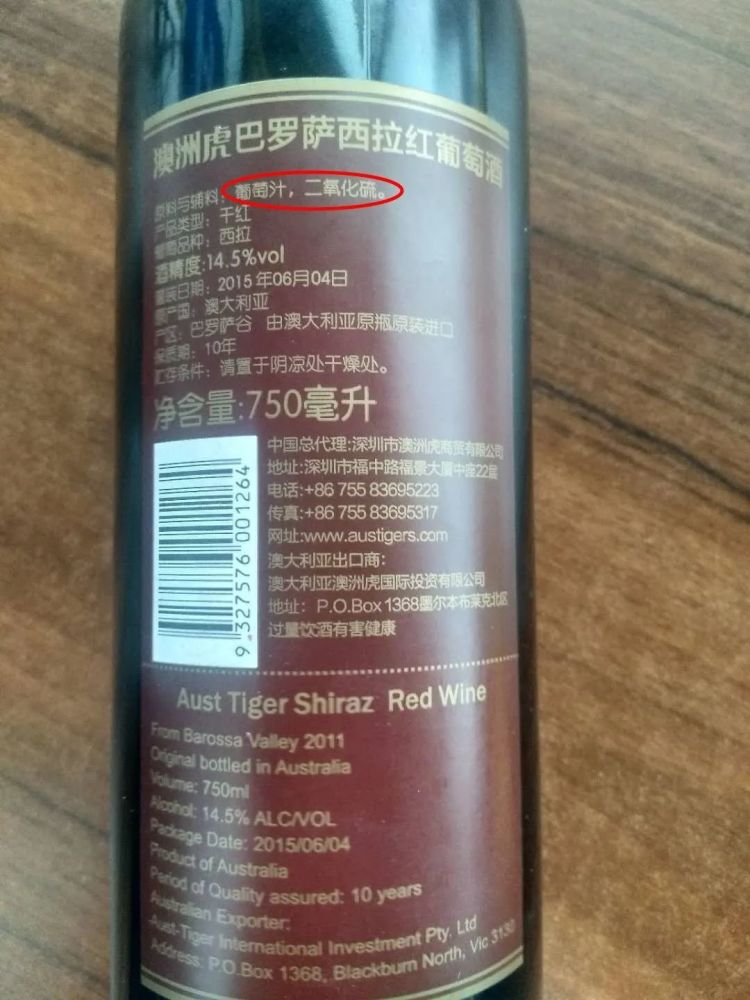 澳洲虎巴罗萨西拉红葡萄酒
原料与辅料：葡萄汁，二氧化硫。
产品类型：干红
葡萄品种：西拉
酒精度:14.5%vol
灌装日期：2015年06月04日
原产国：澳大利亚
产区：巴罗萨谷 由澳大利亚原瓶原装进口
保质期：10年
贮存条件：请置于阴凉处干燥处。
净含量:750毫升
中国总代理:深圳市澳洲虎商贸有限公司
地址:深圳市福中路福景大厦中座22层
电话:+86 755 83695223
传真:+86 755 83695317
网址:www.austigers.com
澳大利亚出口商：
澳大利亚澳洲虎国际投资有限公司
地址：P.O.Box 1368墨尔本布莱克北区
过量饮酒有害健康
9 327576 001264
Aust Tiger Shiraz Red Wine
From Barossa Valley 2011
Original bottled in Australia
Volume: 750ml
Alcohol: 14.5% ALC/VOL
Package Date: 2015/06/04
Product of Australia
Period of Quality assured: 10 years
Australian Exporter:
Aust-Tiger International Investment Pty. Ltd
Address: P.O.Box 1368, Blackburn North, Vic 3130